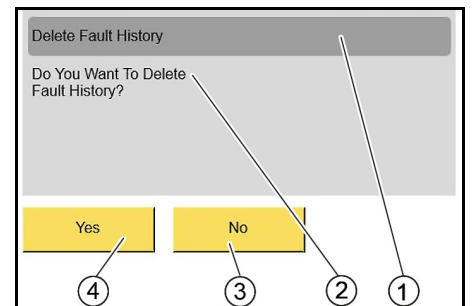 Delete Fault History
Do You Want To Delete
Fault History?
Yes
No
4
3
2
1